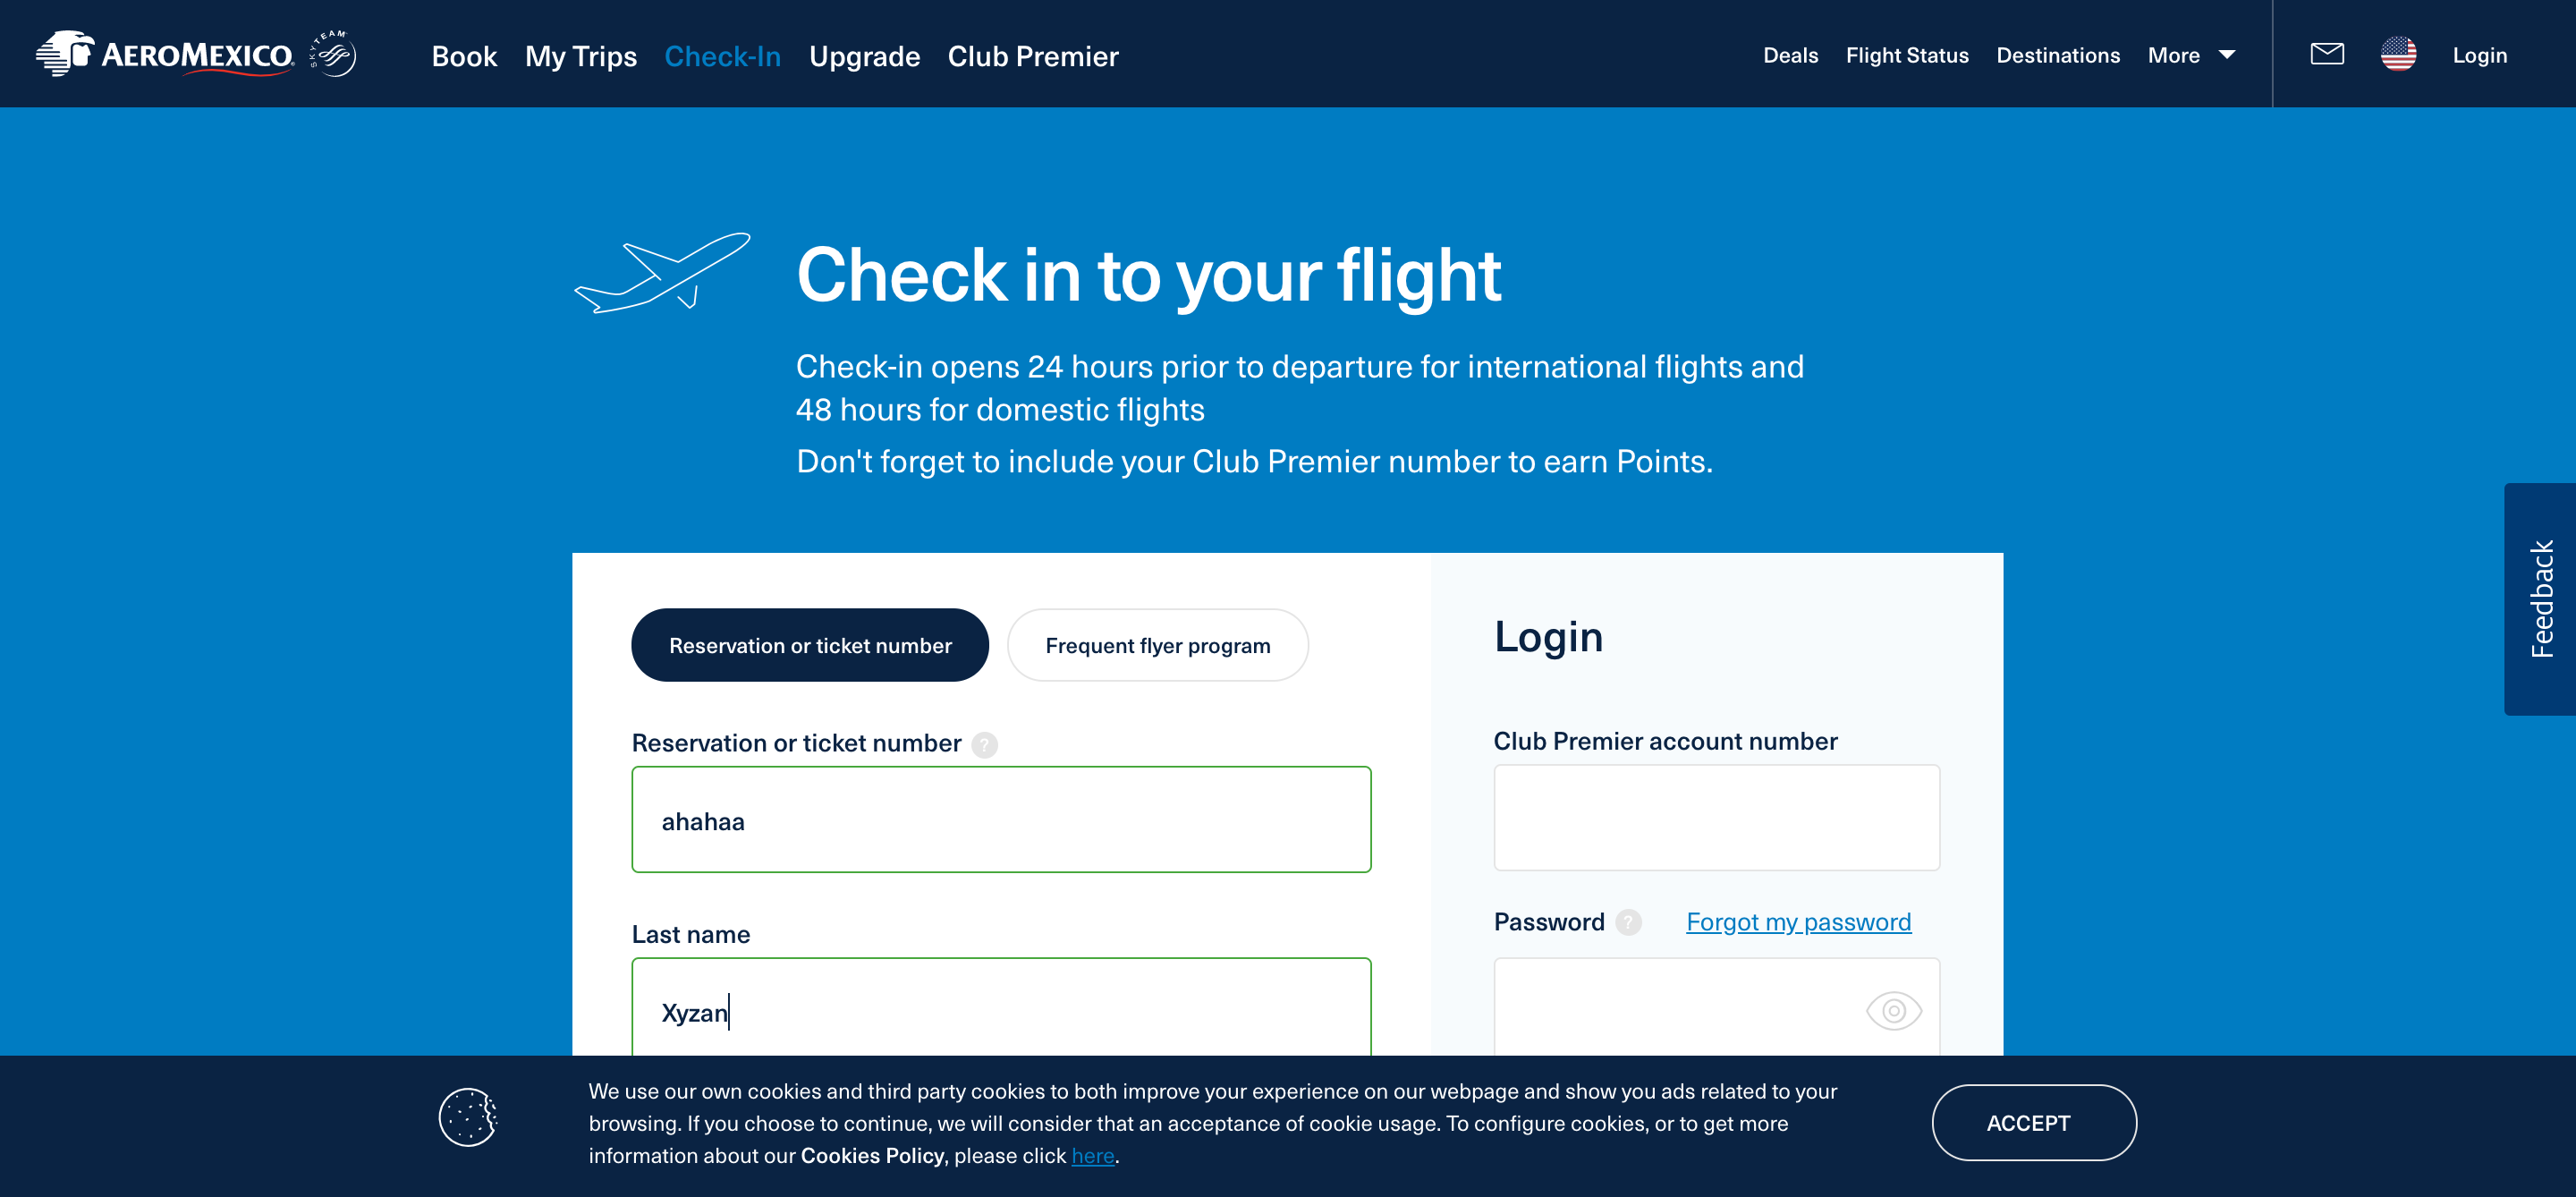 AEROMEXICO
SKYTEAM
Book
My Trips
Check-In
Upgrade
Club Premier
Deals
Flight Status
Destinations
More
Login
Check in to your flight
Check-in opens 24 hours prior to departure for international flights and
48 hours for domestic flights
Don't forget to include your Club Premier number to earn Points.
Feedback
Reservation or ticket number
Frequent flyer program
Reservation or ticket number ?
ahahaa
Last name
Xyzan
Login
Club Premier account number
Password ?
Forgot my password
We use our own cookies and third party cookies to both improve your experience on our webpage and show you ads related to your
browsing. If you choose to continue, we will consider that an acceptance of cookie usage. To configure cookies, or to get more
information about our Cookies Policy, please click here.
ACCEPT